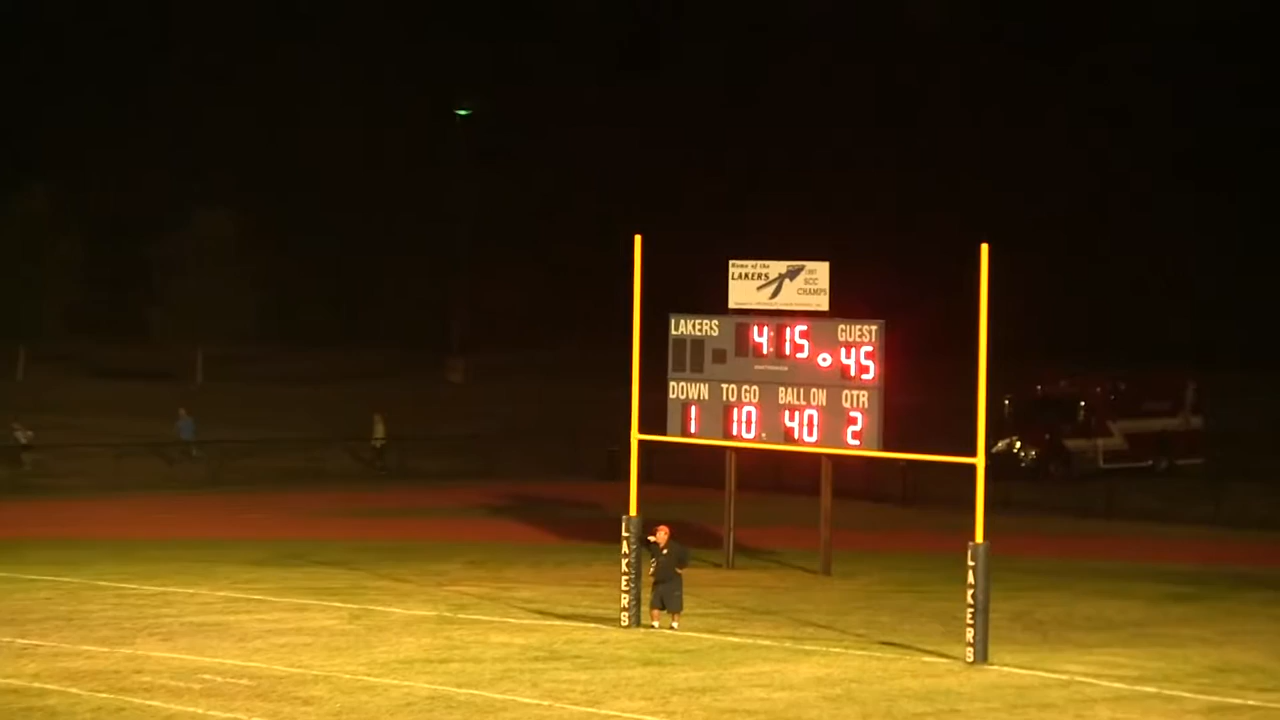 Home of the
LAKERS
1997
SCC
CHAMPS
LAKERS 4:15 GUEST
45
DOWN TO GO BALL ON QTR
1 10 40 2
LAKERS
LAKERS